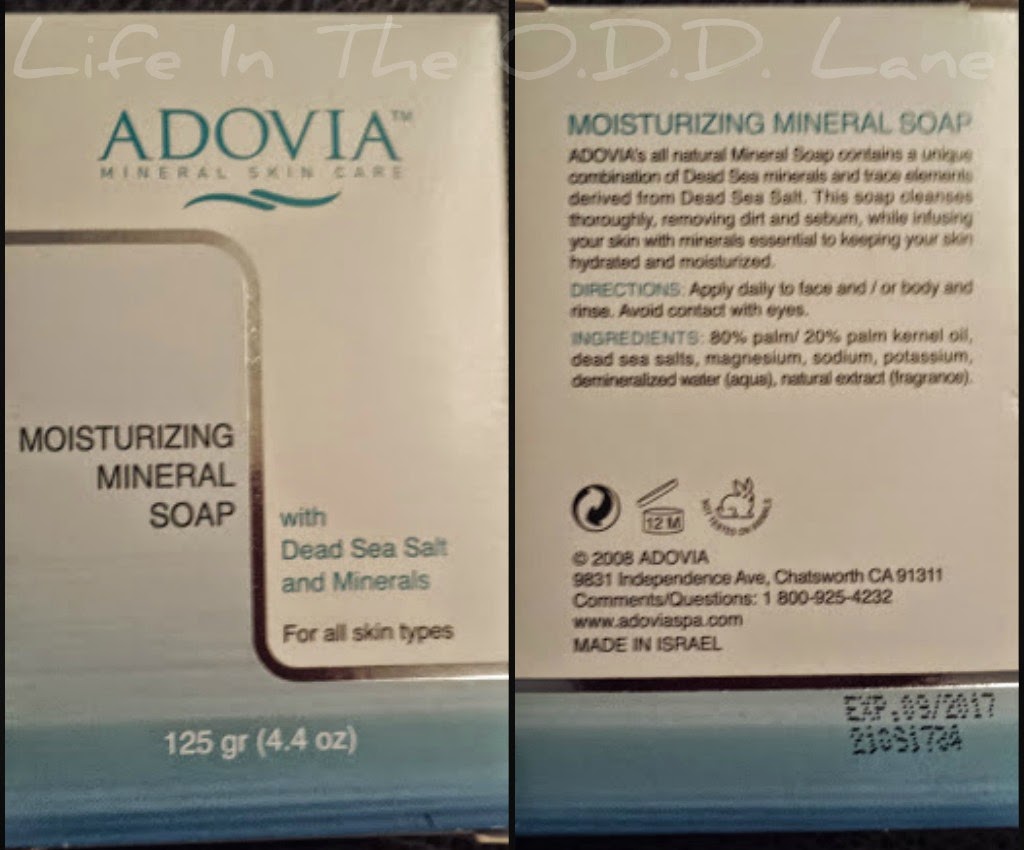 Life In The O.D.D. Lane
ADOVIA™
MINERAL SKIN CARE
MOISTURIZING
MINERAL
SOAP
with
Dead Sea Salt
and Minerals
For all skin types
125 gr (4.4 oz)
MOISTURIZING MINERAL SOAP
ADOVIA's all natural Mineral Soap contains a unique
combination of Dead Sea minerals and trace elements
derived from Dead Sea Salt. This soap cleanses
thoroughly, removing dirt and sebum, while infusing
your skin with minerals essential to keeping your skin
hydrated and moisturized.
DIRECTIONS: Apply daily to face and / or body and
rinse. Avoid contact with eyes.
INGREDIENTS: 80% palm/ 20% palm kernel oil,
dead sea salts, magnesium, sodium, potassium,
demineralized water (aqua), natural extract (fragrance).
12 M
NOT TESTED ON ANIMALS
© 2008 ADOVIA
9831 Independence Ave, Chatsworth CA 91311
Comments/Questions: 1 800-925-4232
www.adoviaspa.com
MADE IN ISRAEL
EXP.09/2017